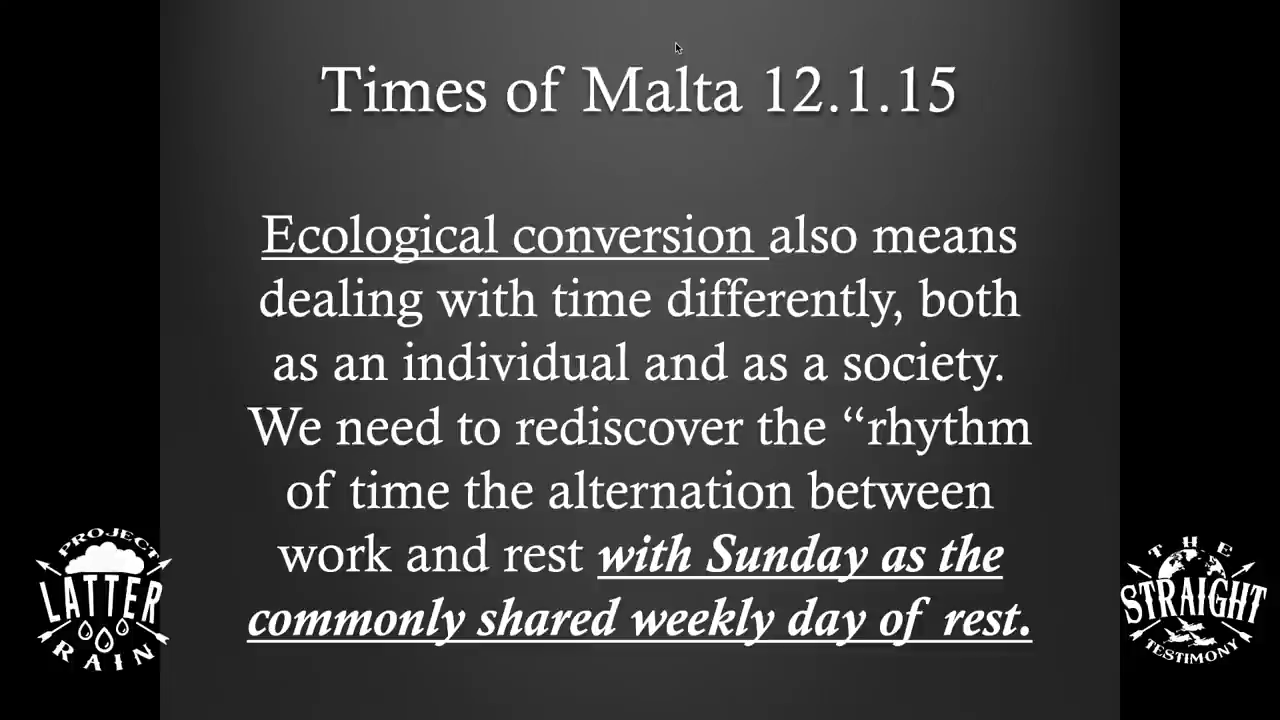 Times of Malta 12.1.15
Ecological conversion also means
dealing with time differently, both
as an individual and as a society.
We need to rediscover the “rhythm
of time the alternation between
work and rest with Sunday as the
commonly shared weekly day of rest.
PROJECT
LATTER
RAIN
THE
STRAIGHT
TESTIMONY